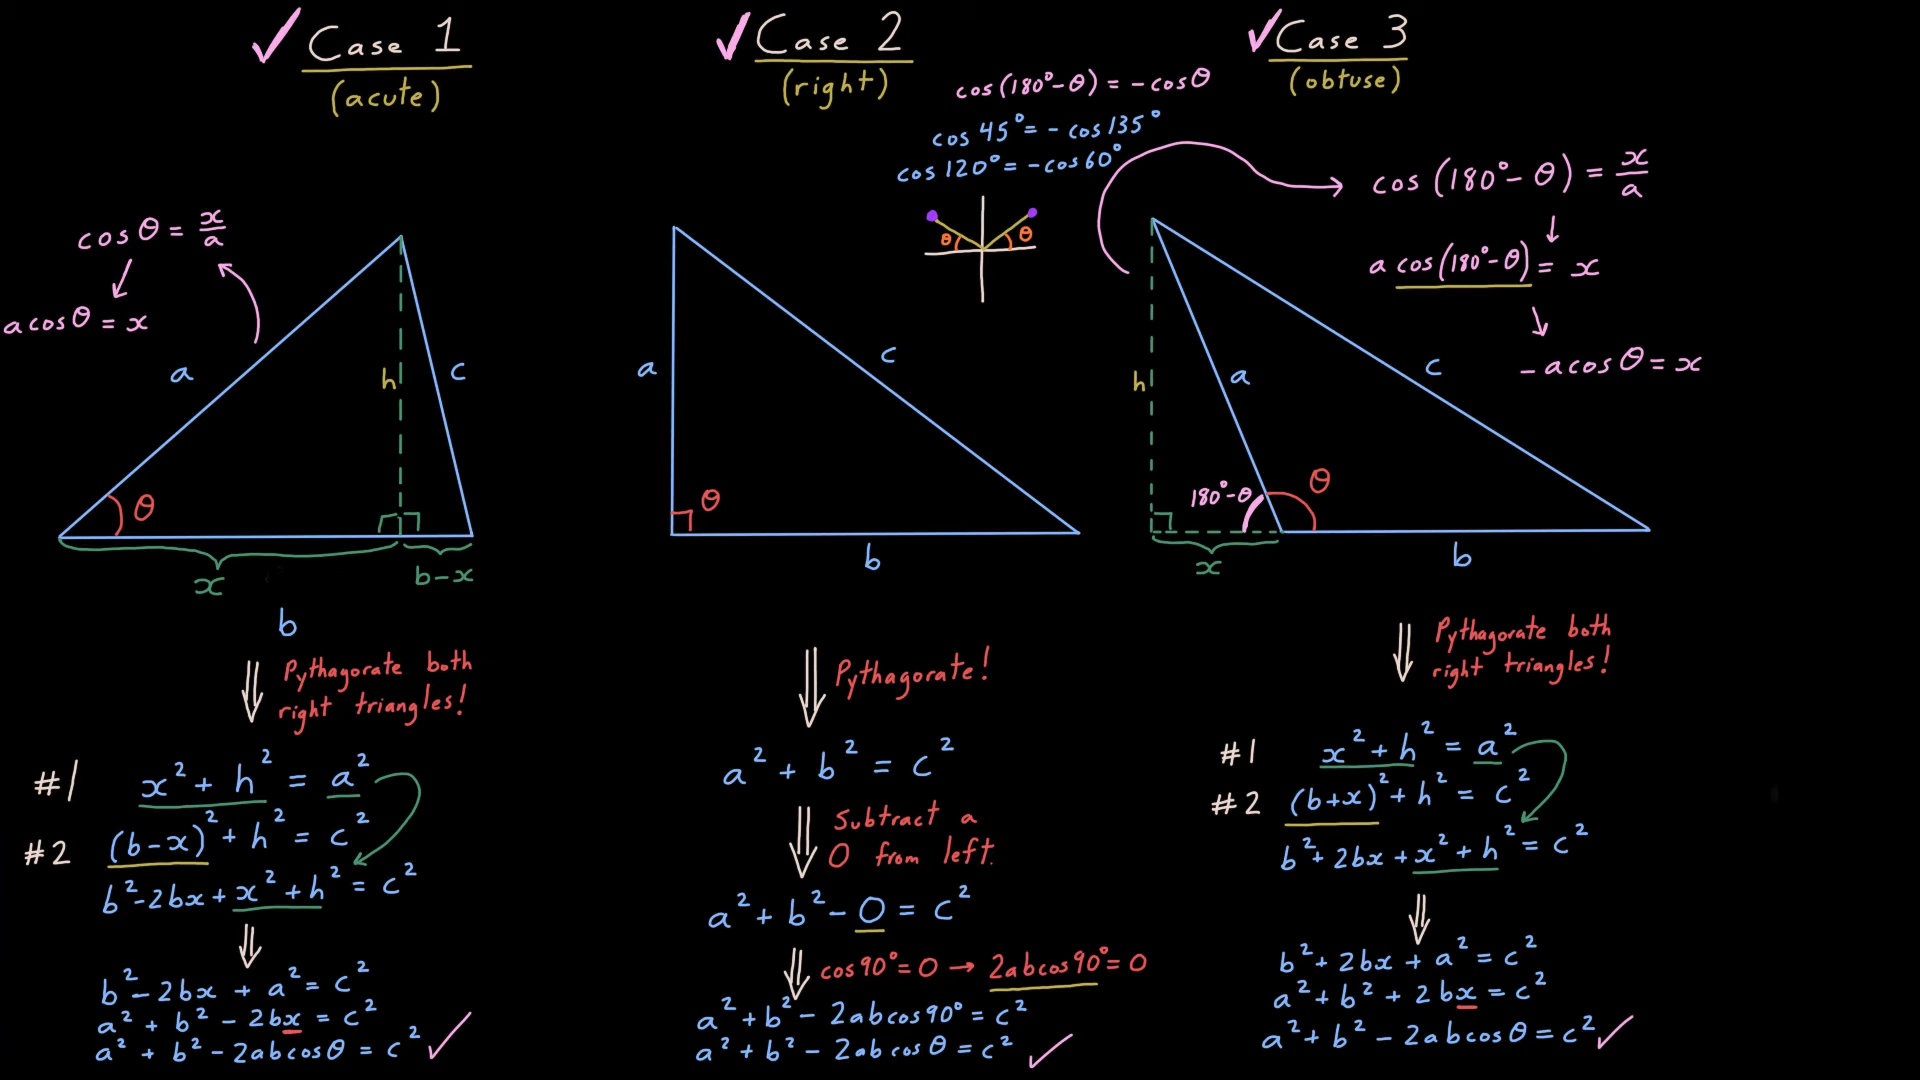 ✓ Case 1
(acute)
cos θ = x/a
a cos θ = x
a
h
c
θ
x
b-x
b
Pythagorate both
right triangles!
#1 x² + h² = a²
#2 (b-x)² + h² = c²
b² - 2bx + x² + h² = c²
b² - 2bx + a² = c²
a² + b² - 2bx = c²
a² + b² - 2ab cos θ = c² ✓
✓ Case 2
(right)
a
c
θ
b
Pythagorate!
a² + b² = c²
Subtract a
0 from left.
a² + b² - 0 = c²
cos 90° = 0 → 2ab cos 90° = 0
a² + b² - 2ab cos 90° = c²
a² + b² - 2ab cos θ = c² ✓
cos(180° - θ) = - cos θ
cos 45° = - cos 135°
cos 120° = - cos 60°
θ θ
✓ Case 3
(obtuse)
cos (180° - θ) = x/a
a cos(180° - θ) = x
- a cos θ = x
h
a
c
180° - θ
θ
x
b
Pythagorate both
right triangles!
#1 x² + h² = a²
#2 (b+x)² + h² = c²
b² + 2bx + x² + h² = c²
b² + 2bx + a² = c²
a² + b² + 2bx = c²
a² + b² - 2ab cos θ = c² ✓